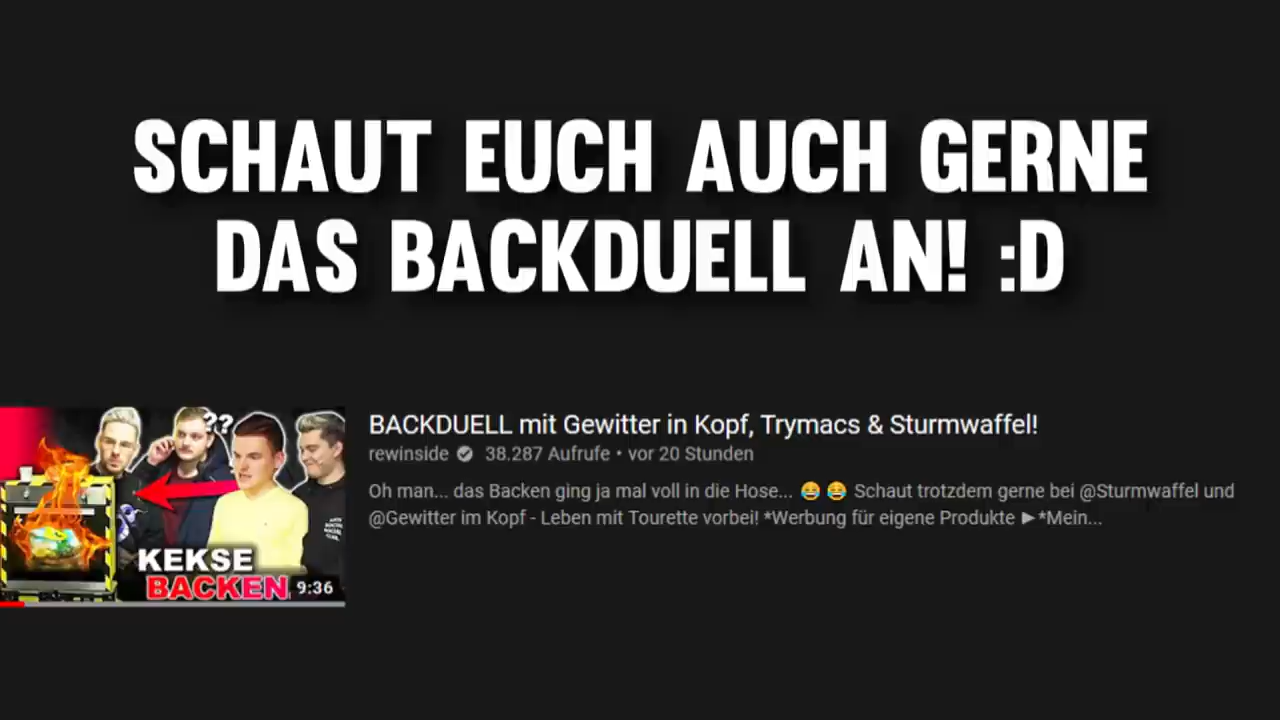 SCHAUT EUCH AUCH GERNE
DAS BACKDUELL AN! :D
??
KEKSE
BACKEN
9:36
BACKDUELL mit Gewitter in Kopf, Trymacs & Sturmwaffel!
rewinside 38.287 Aufrufe • vor 20 Stunden
Oh man... das Backen ging ja mal voll in die Hose... 😂 😂 Schaut trotzdem gerne bei @Sturmwaffel und
@Gewitter im Kopf - Leben mit Tourette vorbei! *Werbung für eigene Produkte ►*Mein...